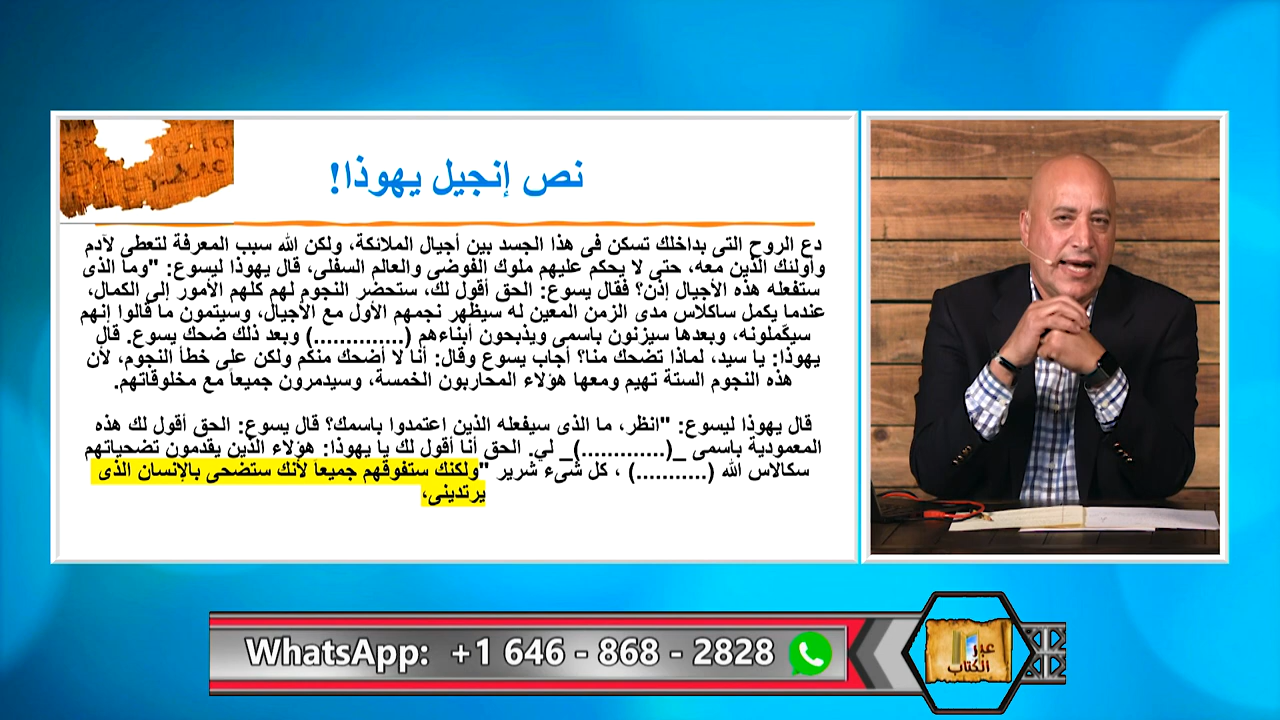 نص إنجيل يهوذا!
دع الروح التى بداخلك تسكن فى هذا الجسد بين أجيال الملائكة، ولكن الله سبب المعرفة لتعطى لآدم
وأولئك الذين معه، حتى لا يحكم عليهم ملوك الفوضى والعالم السفلى، قال يهوذا ليسوع: "وما الذى
ستفعله هذه الأجيال إذن؟ فقال يسوع: الحق أقول لك، ستحضر النجوم لهم كلهم الأمور إلى الكمال،
عندما يكمل ساكلاس مدى الزمن المعين له سيظهر نجمهم الأول مع الأجيال، وسيتمون ما قالوا إنهم
سيكملونه، وبعدها سيزنون باسمى ويذبحون أبناءهم (..............) وبعد ذلك ضحك يسوع. قال
يهوذا: يا سيد، لماذا تضحك منا؟ أجاب يسوع وقال: أنا لا أضحك منكم ولكن على خطأ النجوم، لأن
هذه النجوم الستة تهيم ومعها هؤلاء المحاربون الخمسة، وسيدمرون جميعاً مع مخلوقاتهم.
قال يهوذا ليسوع: "انظر، ما الذى سيفعله الذين اعتمدوا باسمك؟ قال يسوع: الحق أقول لك هذه
المعمودية باسمى _(.............)_ لي. الحق أنا أقول لك يا يهوذا: هؤلاء الذين يقدمون تضحياتهم
سكالاس الله (...........) ، كل شىء شرير "ولكنك ستفوقهم جميعاً لأنك ستضحى بالإنسان الذى
يرتدينى،
WhatsApp: +1 646 - 868 - 2828
عبر
الكتاب